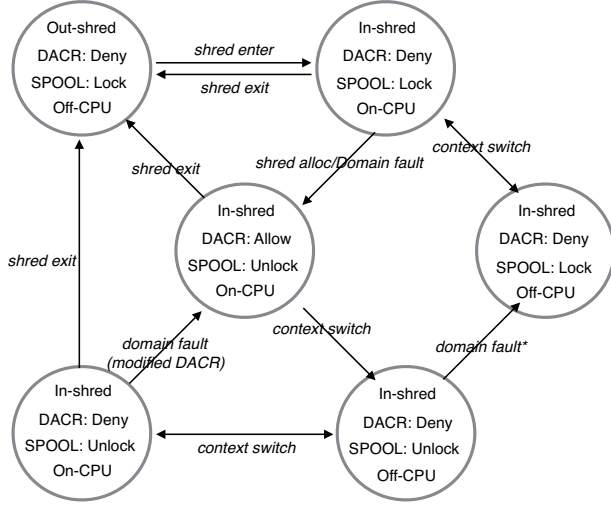 Out-shred
DACR: Deny
SPOOL: Lock
Off-CPU
shred enter
shred exit
In-shred
DACR: Deny
SPOOL: Lock
On-CPU
shred exit
shred alloc/Domain fault
context switch
In-shred
DACR: Allow
SPOOL: Unlock
On-CPU
In-shred
DACR: Deny
SPOOL: Lock
Off-CPU
shred exit
domain fault
(modified DACR)
context switch
domain fault*
In-shred
DACR: Deny
SPOOL: Unlock
On-CPU
context switch
In-shred
DACR: Deny
SPOOL: Unlock
Off-CPU